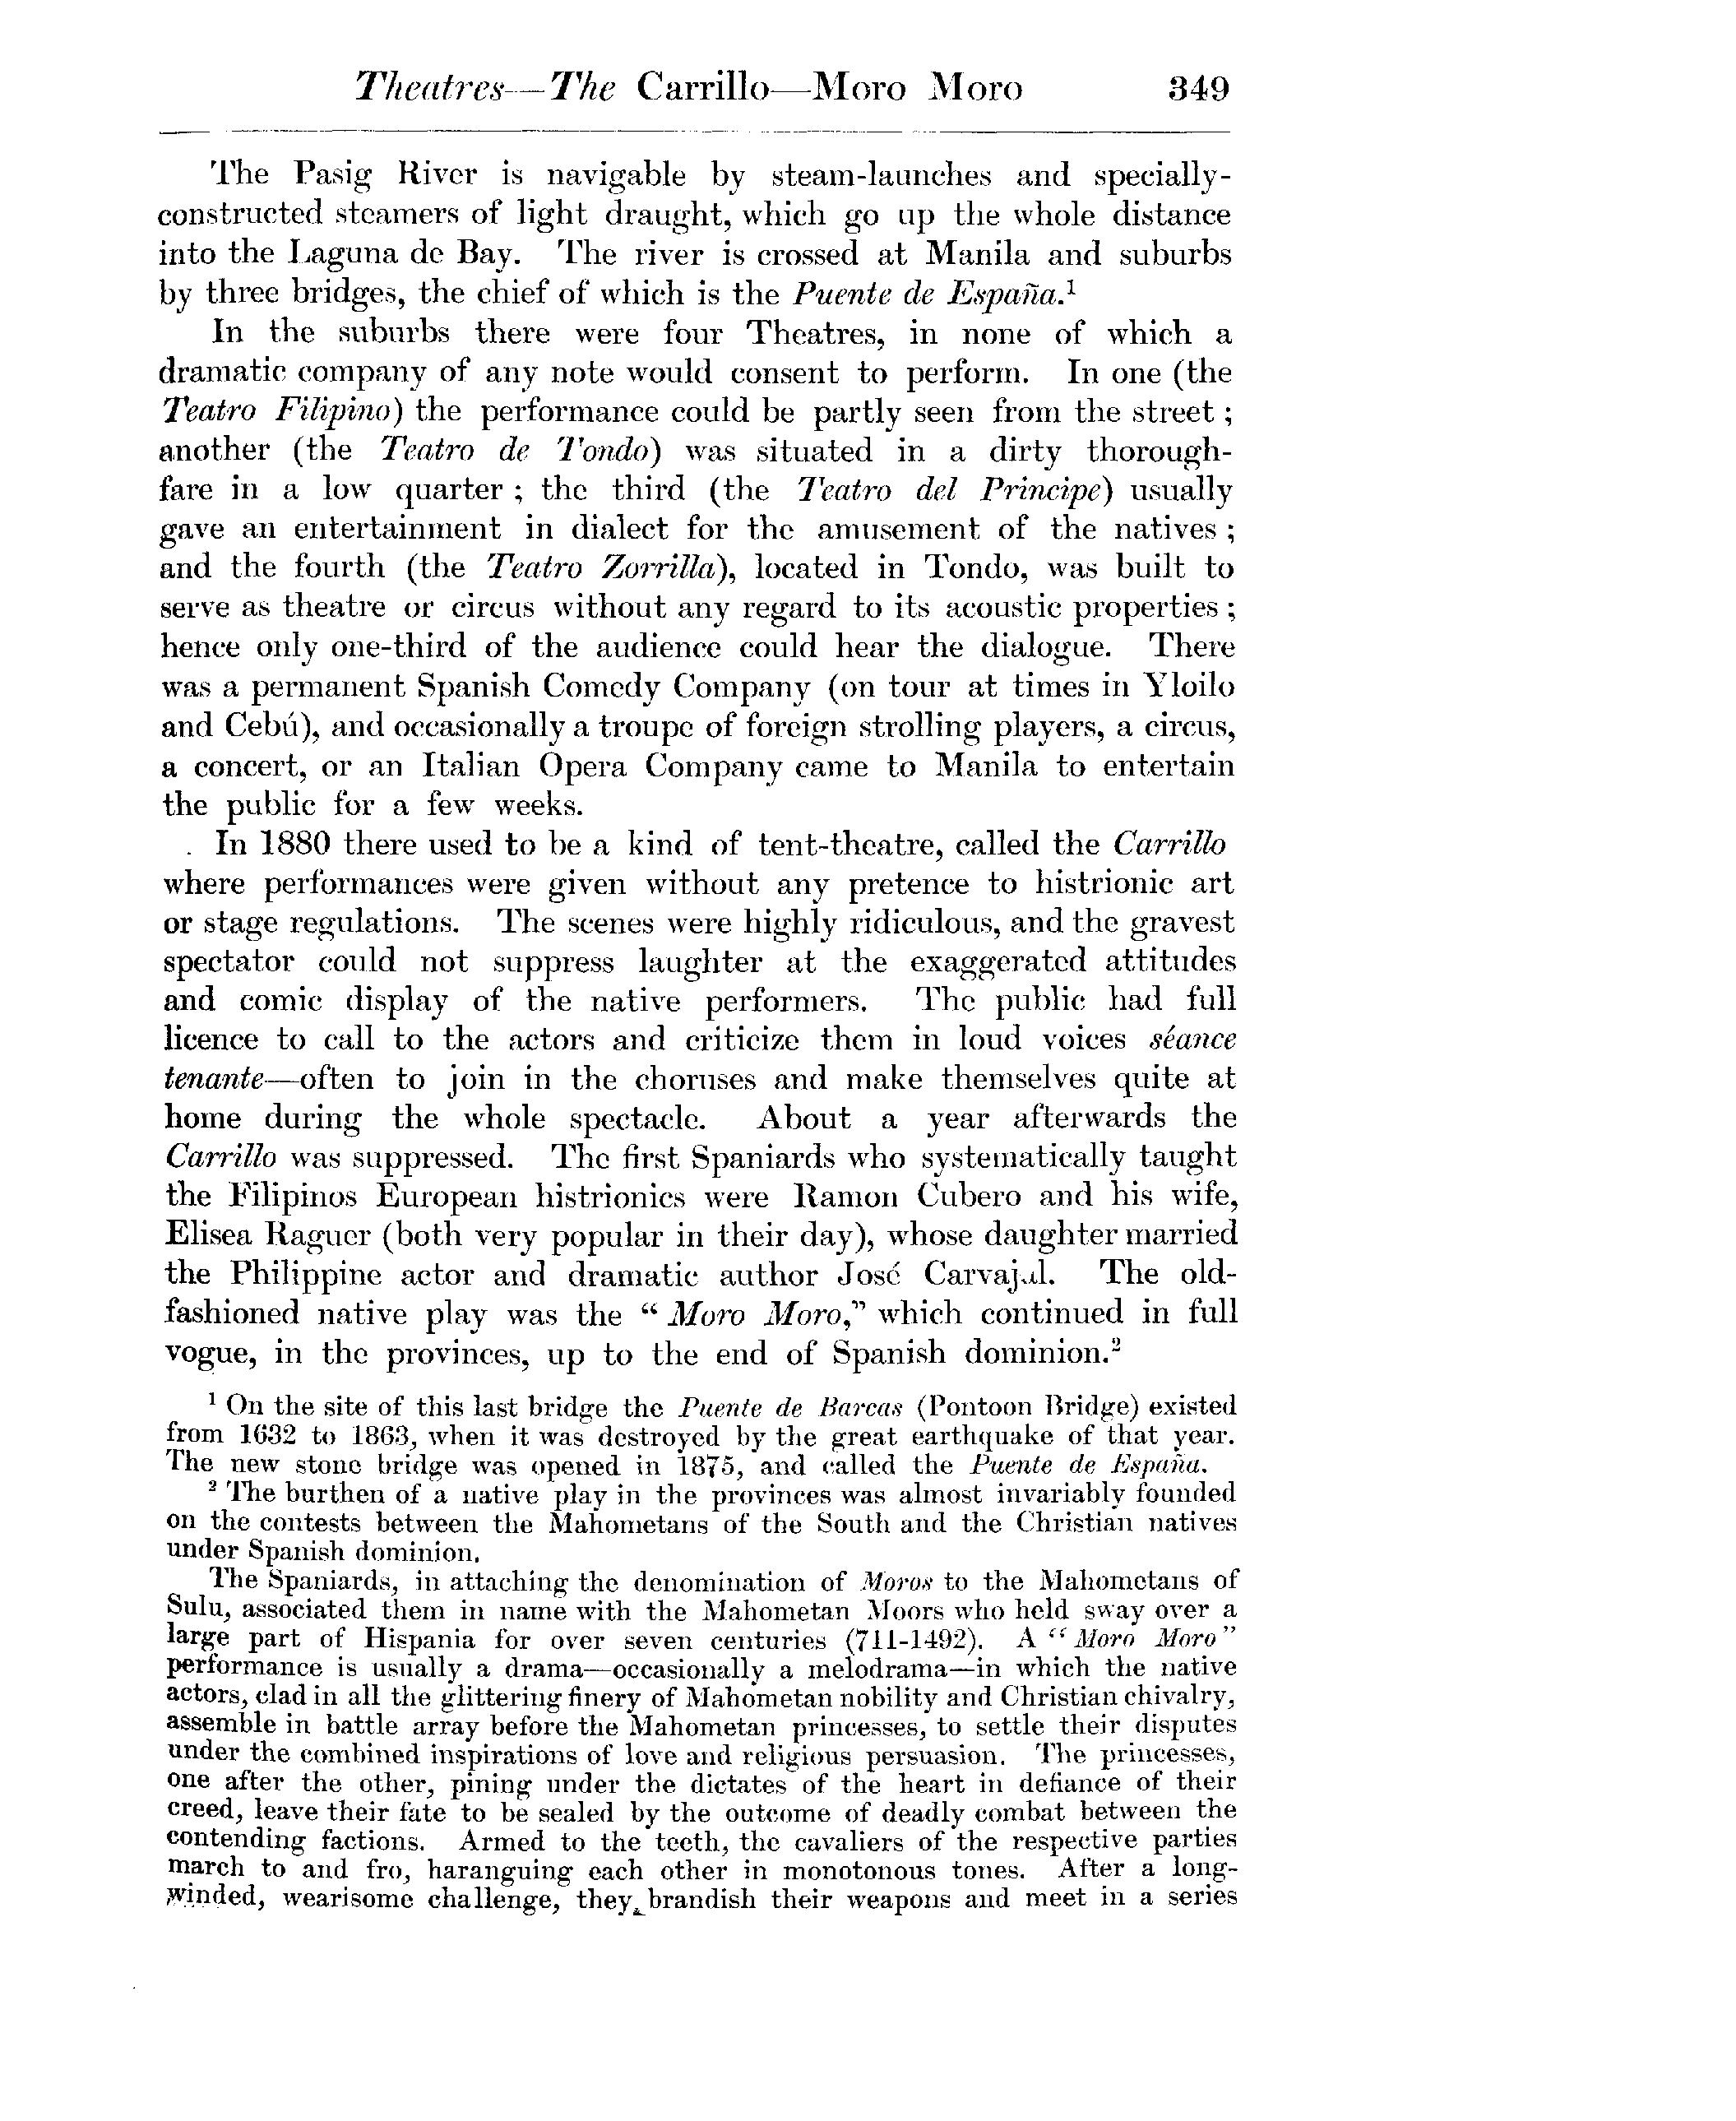 Theatres—The Carrillo—Moro Moro 349
The Pasig River is navigable by steam-launches and specially-
constructed steamers of light draught, which go up the whole distance
into the Laguna de Bay. The river is crossed at Manila and suburbs
by three bridges, the chief of which is the Puente de España.¹
In the suburbs there were four Theatres, in none of which a
dramatic company of any note would consent to perform. In one (the
Teatro Filipino) the performance could be partly seen from the street;
another (the Teatro de Tondo) was situated in a dirty thorough-
fare in a low quarter; the third (the Teatro del Principe) usually
gave an entertainment in dialect for the amusement of the natives;
and the fourth (the Teatro Zorrilla), located in Tondo, was built to
serve as theatre or circus without any regard to its acoustic properties;
hence only one-third of the audience could hear the dialogue. There
was a permanent Spanish Comedy Company (on tour at times in Yloilo
and Cebú), and occasionally a troupe of foreign strolling players, a circus,
a concert, or an Italian Opera Company came to Manila to entertain
the public for a few weeks.
In 1880 there used to be a kind of tent-theatre, called the Carrillo
where performances were given without any pretence to histrionic art
or stage regulations. The scenes were highly ridiculous, and the gravest
spectator could not suppress laughter at the exaggerated attitudes
and comic display of the native performers. The public had full
licence to call to the actors and criticize them in loud voices séance
tenante—often to join in the choruses and make themselves quite at
home during the whole spectacle. About a year afterwards the
Carrillo was suppressed. The first Spaniards who systematically taught
the Filipinos European histrionics were Ramon Cubero and his wife,
Elisea Raguer (both very popular in their day), whose daughter married
the Philippine actor and dramatic author José Carvajal. The old-
fashioned native play was the "Moro Moro," which continued in full
vogue, in the provinces, up to the end of Spanish dominion.²
¹ On the site of this last bridge the Puente de Barcas (Pontoon Bridge) existed
from 1632 to 1863, when it was destroyed by the great earthquake of that year.
The new stone bridge was opened in 1875, and called the Puente de España.
² The burthen of a native play in the provinces was almost invariably founded
on the contests between the Mahometans of the South and the Christian natives
under Spanish dominion.
The Spaniards, in attaching the denomination of Moros to the Mahometans of
Sulu, associated them in name with the Mahometan Moors who held sway over a
large part of Hispania for over seven centuries (711-1492). A "Moro Moro"
performance is usually a drama—occasionally a melodrama—in which the native
actors, clad in all the glittering finery of Mahometan nobility and Christian chivalry,
assemble in battle array before the Mahometan princesses, to settle their disputes
under the combined inspirations of love and religious persuasion. The princesses,
one after the other, pining under the dictates of the heart in defiance of their
creed, leave their fate to be sealed by the outcome of deadly combat between the
contending factions. Armed to the teeth, the cavaliers of the respective parties
march to and fro, haranguing each other in monotonous tones. After a long-
winded, wearisome challenge, they brandish their weapons and meet in a series